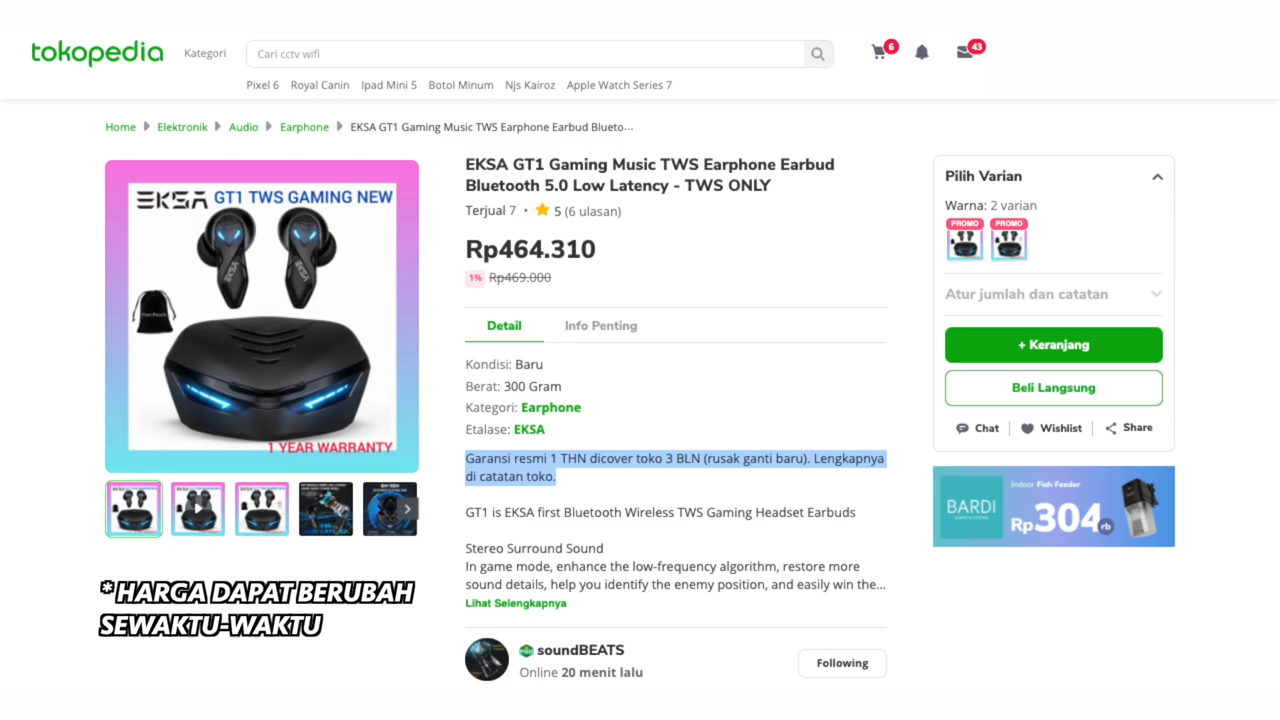 tokopedia
Kategori
Cari cctv wifi
6
43
Pixel 6 Royal Canin Ipad Mini 5 Botol Minum Njs Kairoz Apple Watch Series 7
Home Elektronik Audio Earphone EKSA GT1 Gaming Music TWS Earphone Earbud Blueto...
EKSA GT1 TWS GAMING NEW
EKSA
EKSA
Free Pouch
1 YEAR WARRANTY
*HARGA DAPAT BERUBAH
SEWAKTU-WAKTU
EKSA GT1 Gaming Music TWS Earphone Earbud
Bluetooth 5.0 Low Latency - TWS ONLY
Terjual 7 • 5 (6 ulasan)
Rp464.310
1% Rp469.000
Detail Info Penting
Kondisi: Baru
Berat: 300 Gram
Kategori: Earphone
Etalase: EKSA
Garansi resmi 1 THN dicover toko 3 BLN (rusak ganti baru). Lengkapnya
di catatan toko.
GT1 is EKSA first Bluetooth Wireless TWS Gaming Headset Earbuds
Stereo Surround Sound
In game mode, enhance the low-frequency algorithm, restore more
sound details, help you identify the enemy position, and easily win the...
Lihat Selengkapnya
soundBEATS
Online 20 menit lalu
Following
Pilih Varian
Warna: 2 varian
PROMO PROMO
Atur jumlah dan catatan
+ Keranjang
Beli Langsung
Chat Wishlist Share
BARDI
Indoor Fish Feeder
Rp304rb